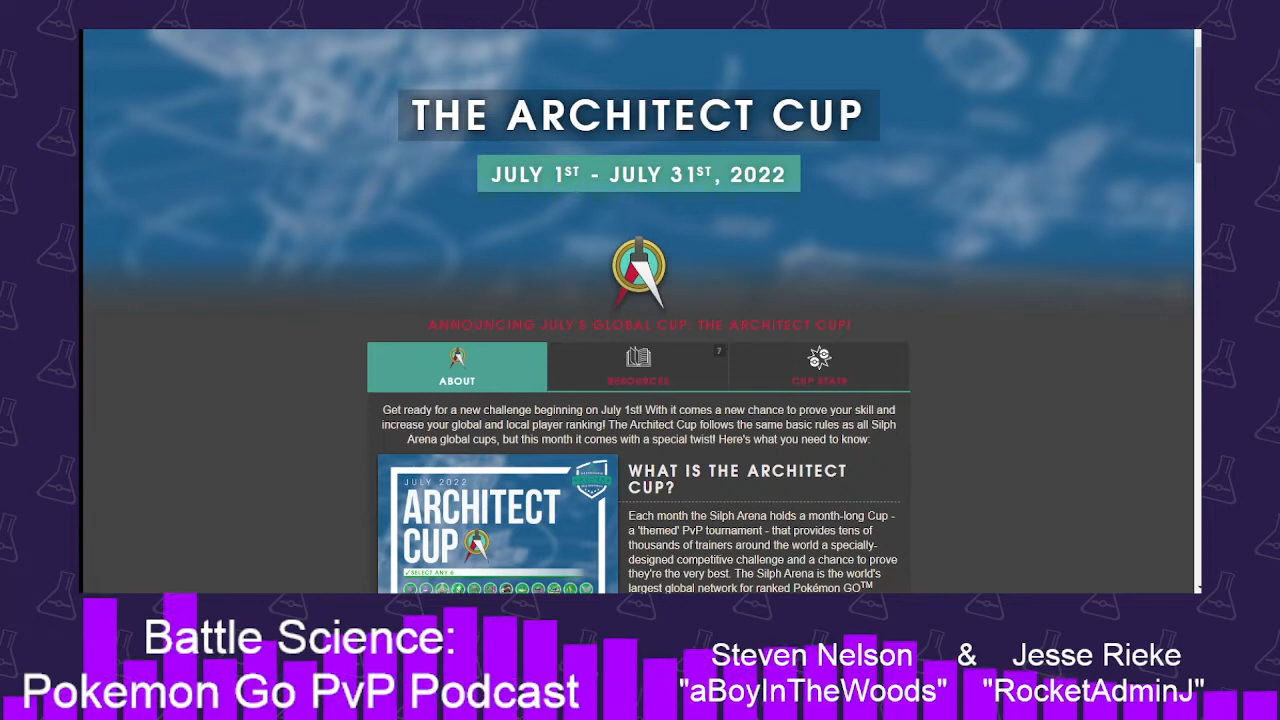 THE ARCHITECT CUP
JULY 1ST - JULY 31ST, 2022
ANNOUNCING JULY'S GLOBAL CUP: THE ARCHITECT CUP!
ABOUT
RESOURCES
7
CUP STATS
Get ready for a new challenge beginning on July 1st! With it comes a new chance to prove your skill and
increase your global and local player ranking! The Architect Cup follows the same basic rules as all Silph
Arena global cups, but this month it comes with a special twist! Here's what you need to know:
JULY 2022
ARCHITECT
CUP
✓SELECT ANY 6
WHAT IS THE ARCHITECT
CUP?
Each month the Silph Arena holds a month-long Cup -
a 'themed' PvP tournament - that provides tens of
thousands of trainers around the world a specially-
designed competitive challenge and a chance to prove
they're the very best. The Silph Arena is the world's
largest global network for ranked Pokémon GO™
Battle Science:
Pokemon Go PvP Podcast
Steven Nelson & Jesse Rieke
"aBoyInTheWoods" "RocketAdminJ"